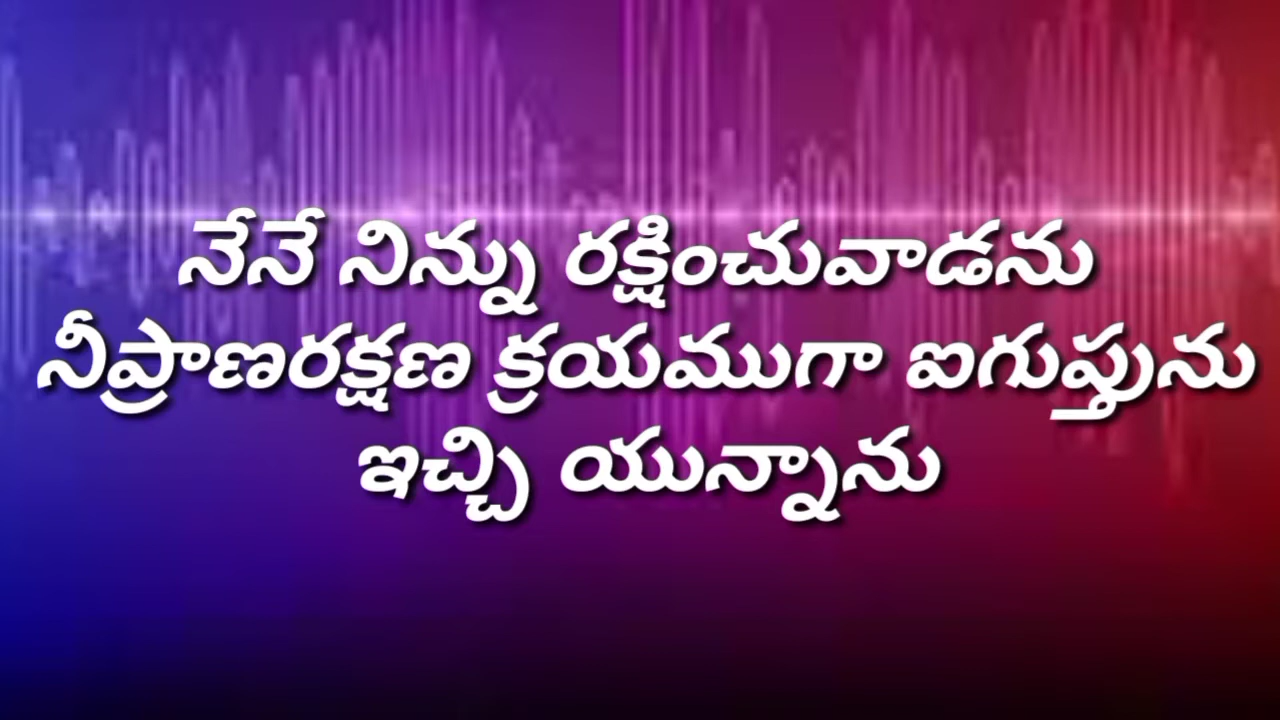 నేనే నిన్ను రక్షించువాడను
నీప్రాణరక్షణ క్రయముగా ఐగుప్తును
ఇచ్చి యున్నాను